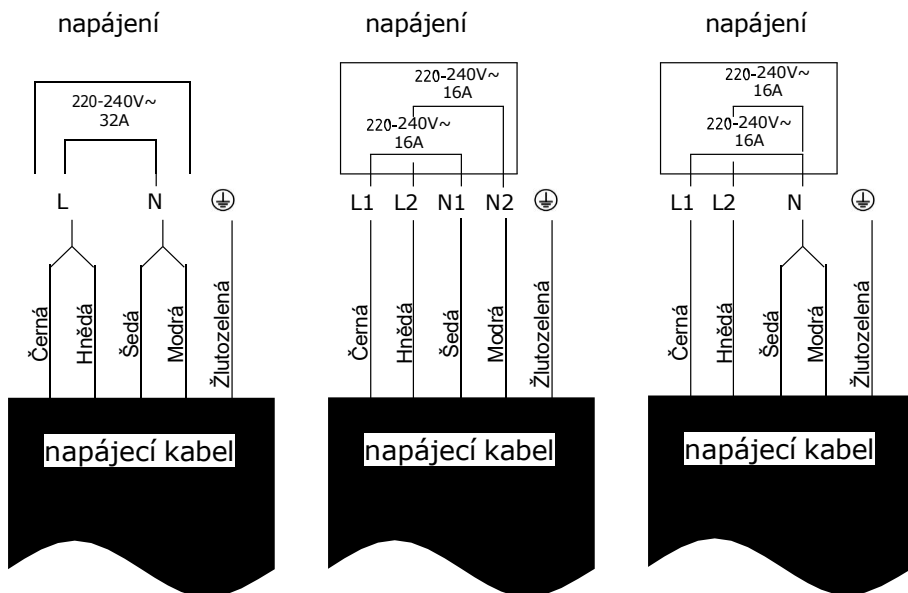 napájení
220-240V~
32A
L
N
Černá
Hnědá
Šedá
Modrá
Žlutozelená
napájecí kabel
napájení
220-240V~
16A
220-240V~
16A
L1
L2
N1
N2
Černá
Hnědá
Šedá
Modrá
Žlutozelená
napájecí kabel
napájení
220-240V~
16A
220-240V~
16A
L1
L2
N
Černá
Hnědá
Šedá
Modrá
Žlutozelená
napájecí kabel